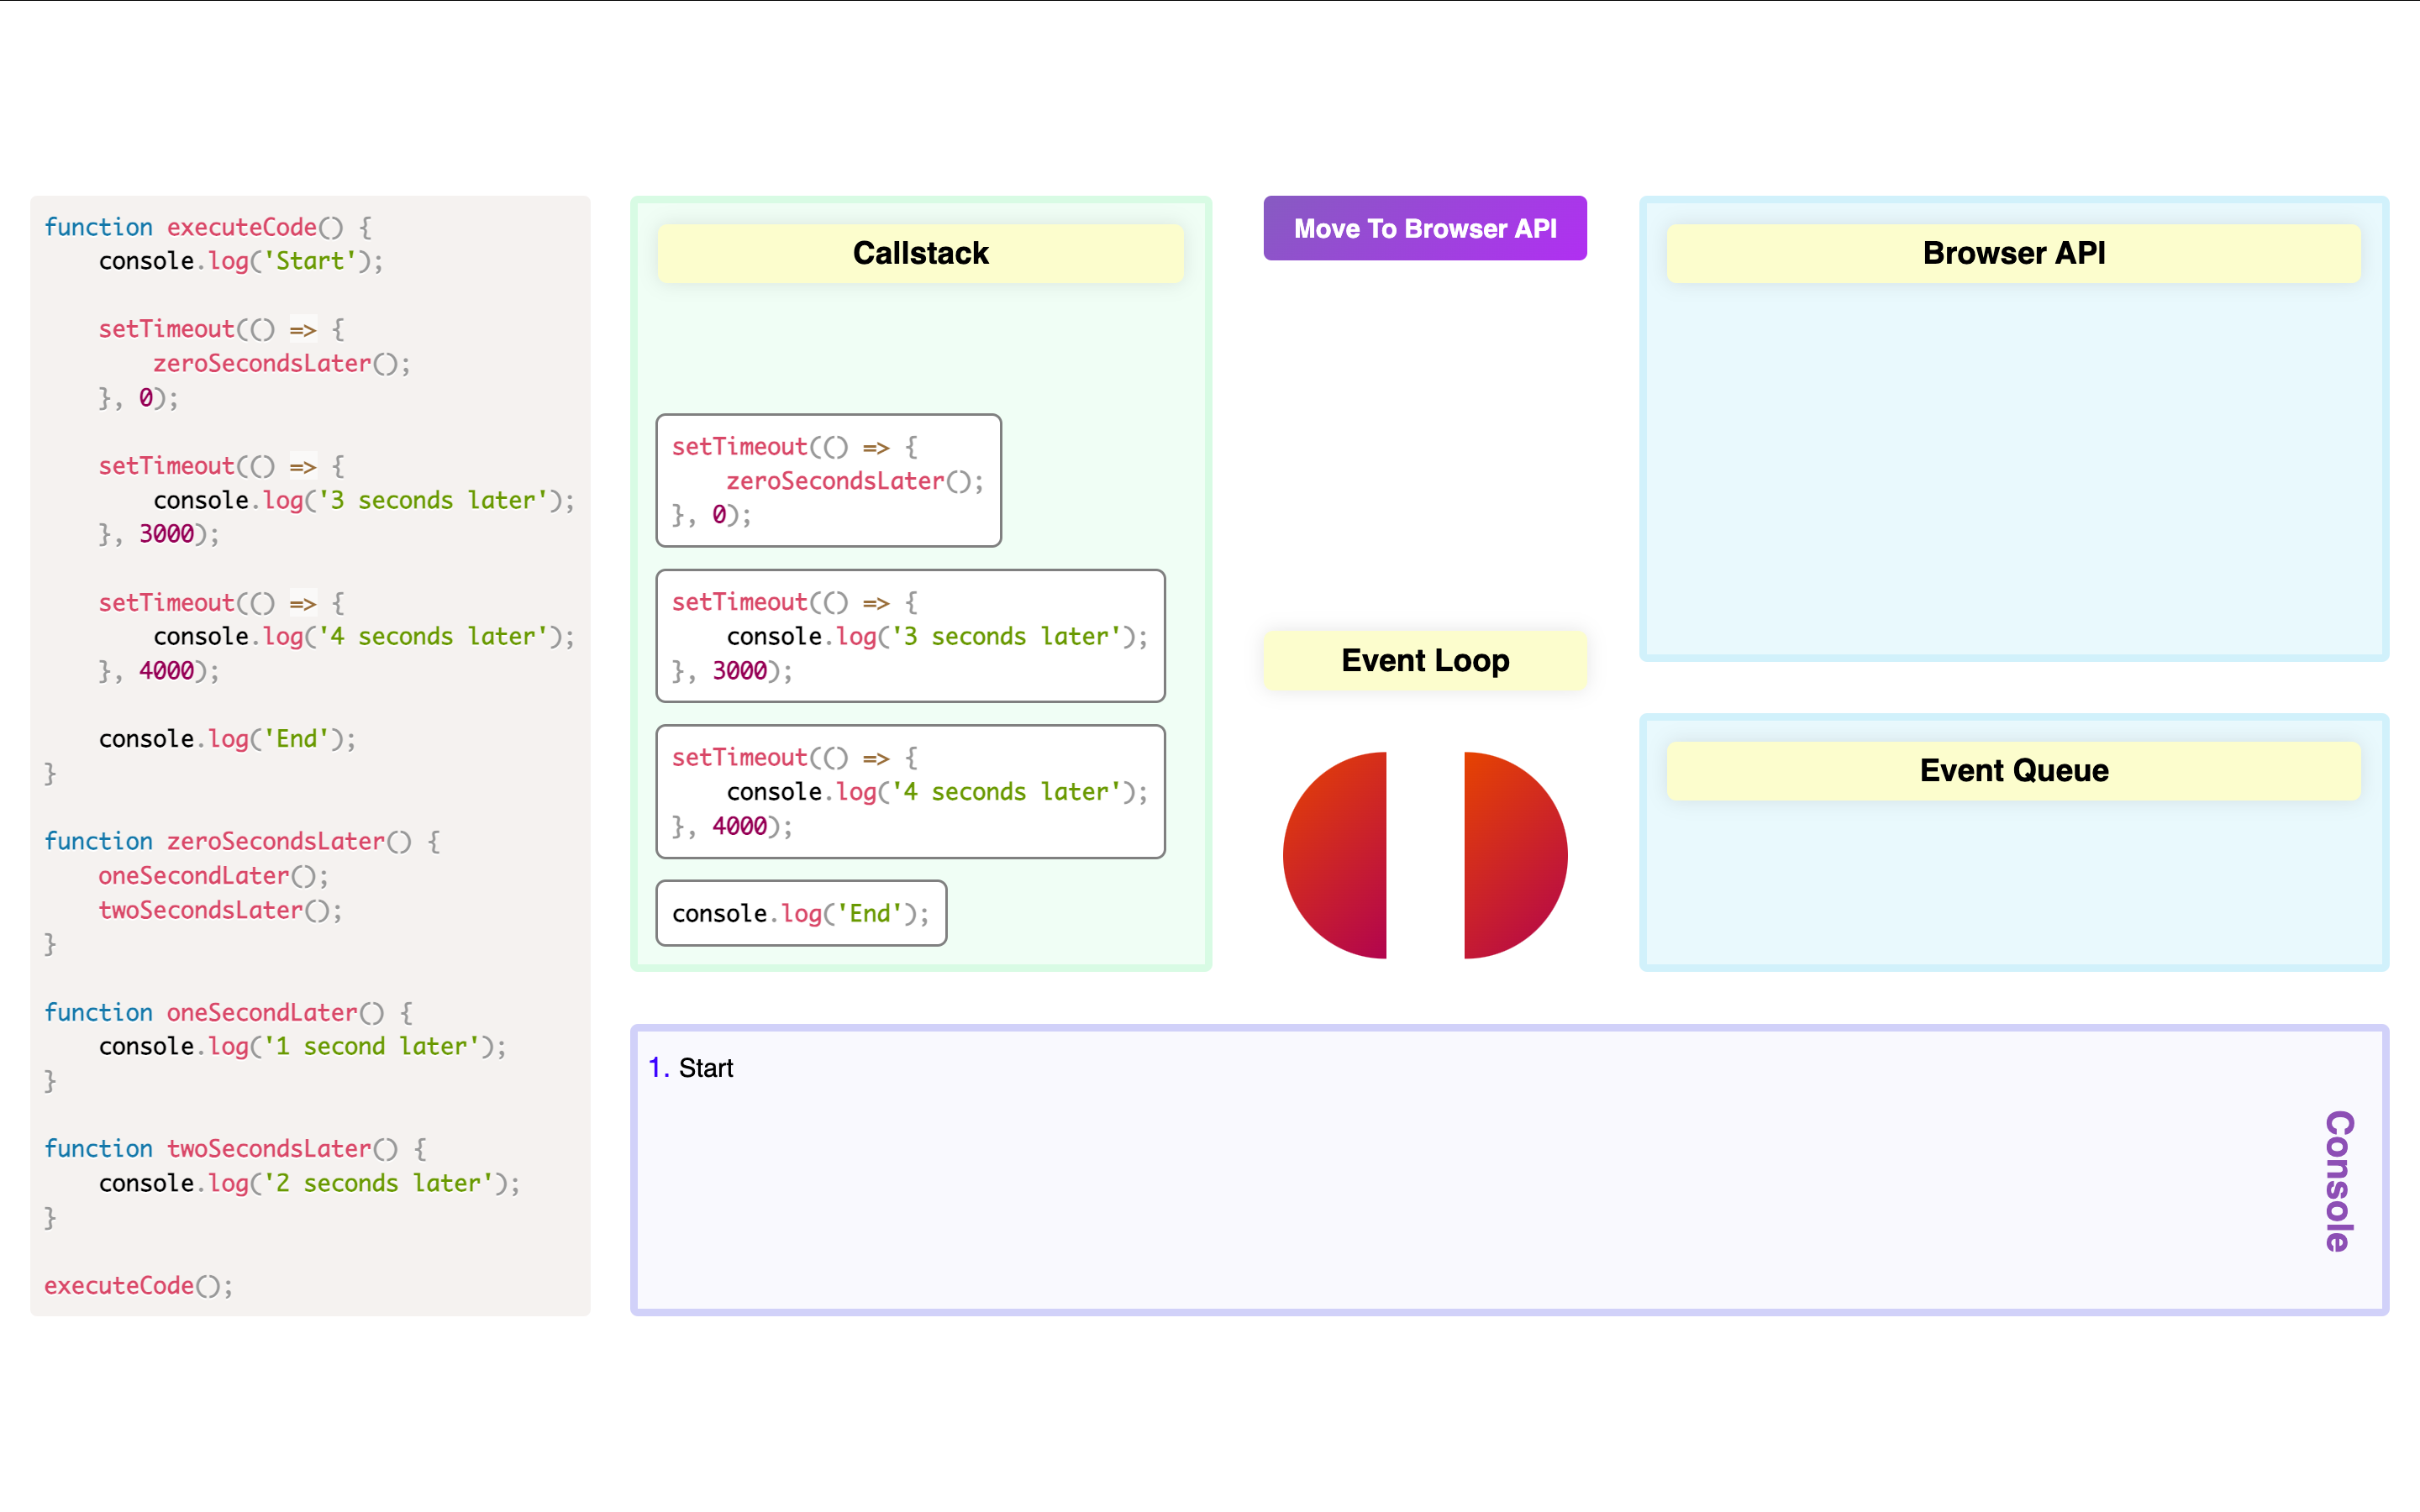 function executeCode() {
    console.log('Start');

    setTimeout(() => {
        zeroSecondsLater();
    }, 0);

    setTimeout(() => {
        console.log('3 seconds later');
    }, 3000);

    setTimeout(() => {
        console.log('4 seconds later');
    }, 4000);

    console.log('End');
}

function zeroSecondsLater() {
    oneSecondLater();
    twoSecondsLater();
}

function oneSecondLater() {
    console.log('1 second later');
}

function twoSecondsLater() {
    console.log('2 seconds later');
}

executeCode();
Callstack
setTimeout(() => {
    zeroSecondsLater();
}, 0);
setTimeout(() => {
    console.log('3 seconds later');
}, 3000);
setTimeout(() => {
    console.log('4 seconds later');
}, 4000);
console.log('End');
Move To Browser API
Event Loop
Browser API
Event Queue
1. Start
Console